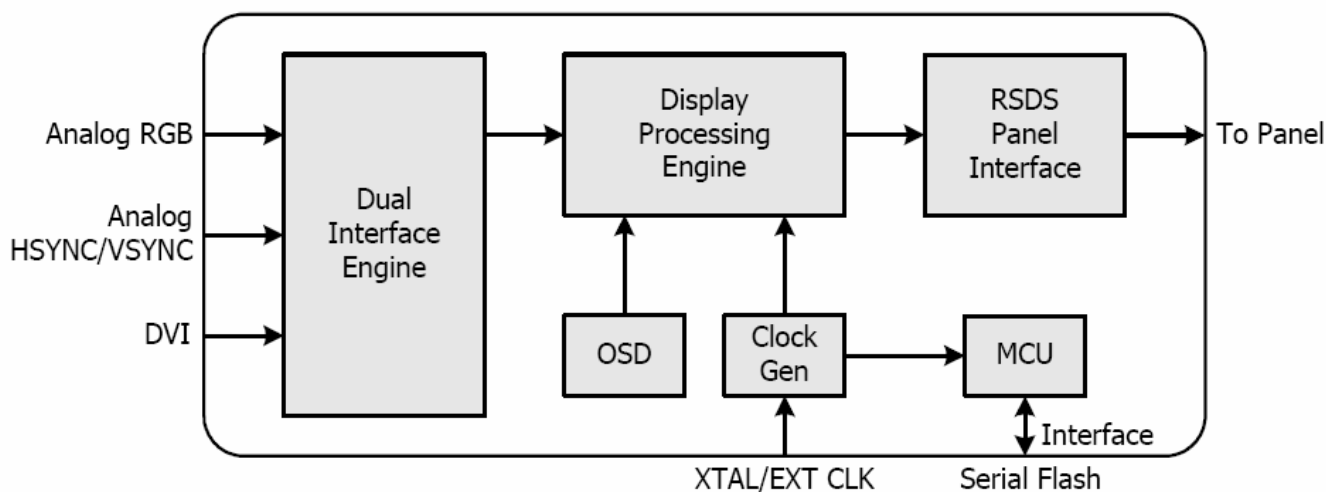 Analog RGB
Analog
HSYNC/VSYNC
DVI
Dual
Interface
Engine
Display
Processing
Engine
RSDS
Panel
Interface
To Panel
OSD
Clock
Gen
MCU
Interface
XTAL/EXT CLK
Serial Flash